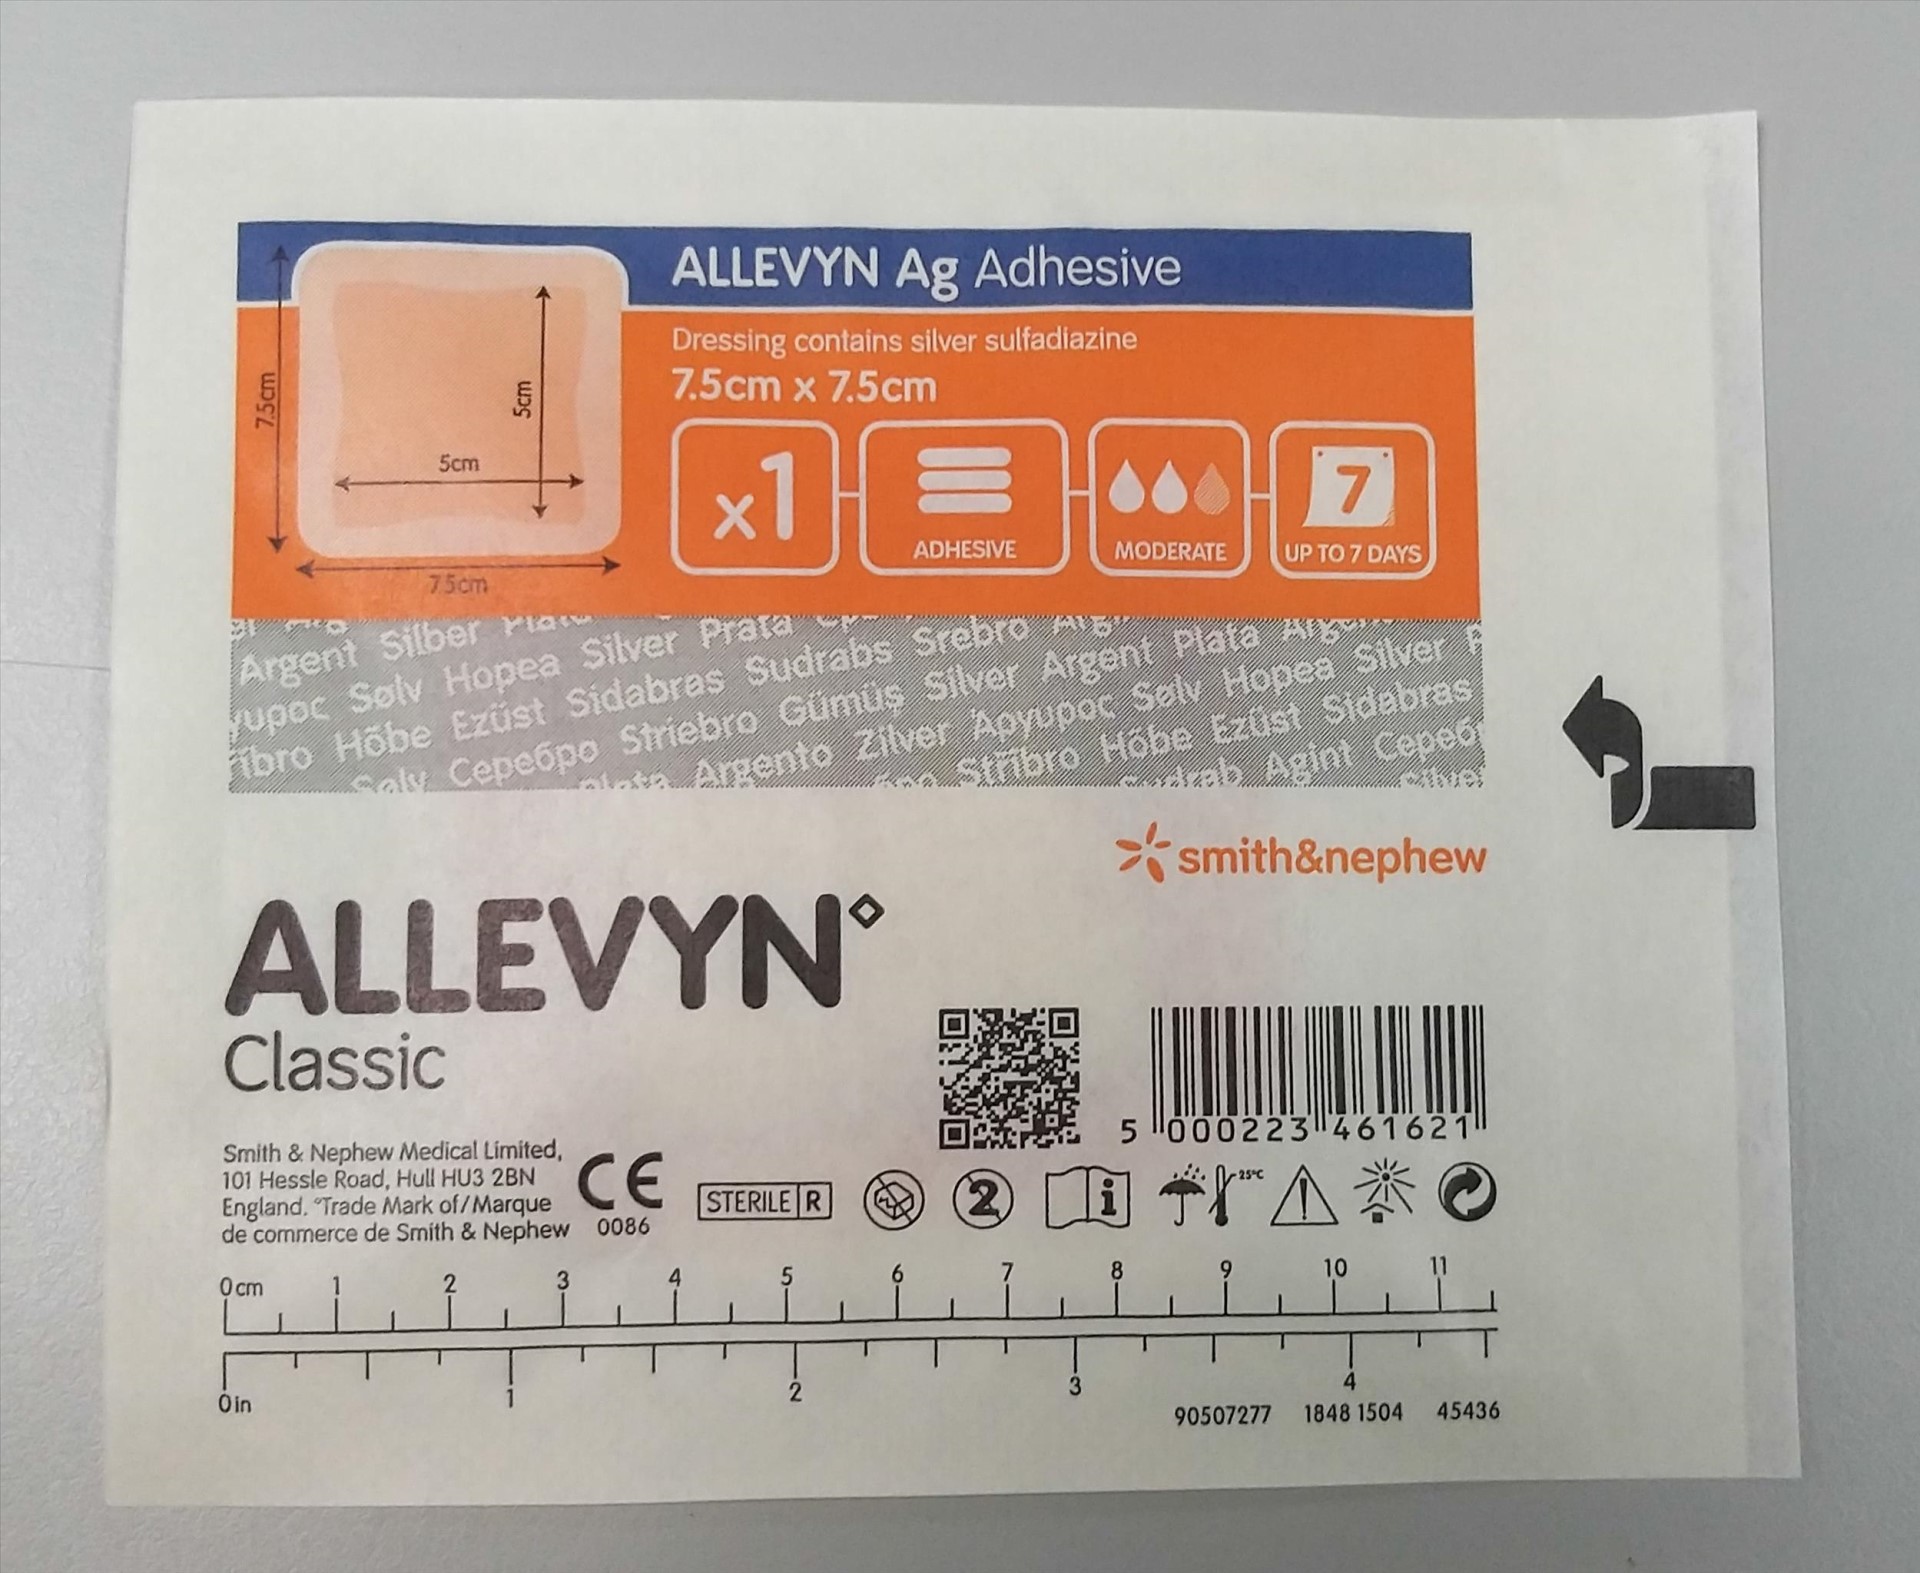 ALLEVYN Ag Adhesive
Dressing contains silver sulfadiazine
7.5cm x 7.5cm
7.5cm
5cm
5cm
7.5cm
x1
ADHESIVE
MODERATE
7
UP TO 7 DAYS
Argent Silber
Sølv Hopea Silver Prata
Hõbe Ezüst Sidabras Sudrabs Srebro
Серебро Striebro Gümüş Silver Argent Plata
Argento Zilver Άργυρος Sølv Hopea Silver
Stříbro Hõbe Ezüst Sidabras
Sudrab Agint
smith&nephew
ALLEVYN◊
Classic
5 000223 461621
Smith & Nephew Medical Limited,
101 Hessle Road, Hull HU3 2BN
England. ◊Trade Mark of/Marque
de commerce de Smith & Nephew
CE
0086
STERILE R
2
i
25°C
0cm 1 2 3 4 5 6 7 8 9 10 11
0in 1 2 3 4
90507277 1848 1504 45436